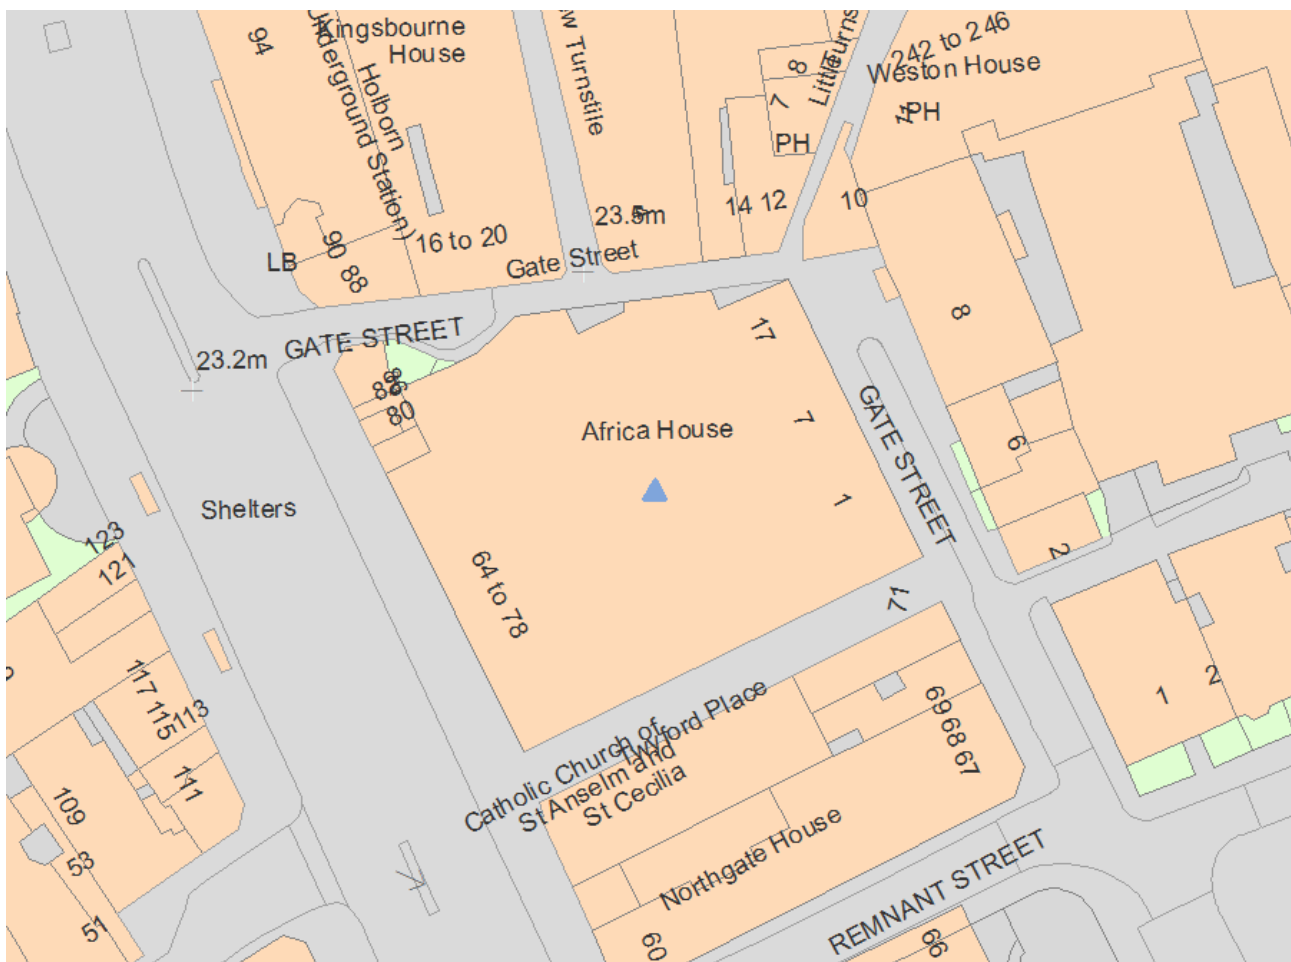 94
Kingsbourne
House
Holborn
Underground Station)
New Turnstile
8
7
PH
242 to 246
Weston House
11
PH
14
12
10
23.5m
16 to 20
90
88
LB
Gate Street
GATE STREET
23.2m
86
80
17
7
1
Africa House
GATE STREET
8
6
2
Shelters
123
121
64 to 78
71
117
115
113
111
109
53
51
Twyford Place
Catholic Church of
St Anselm and
St Cecilia
69
68
67
Northgate House
60
REMNANT STREET
66
1
2